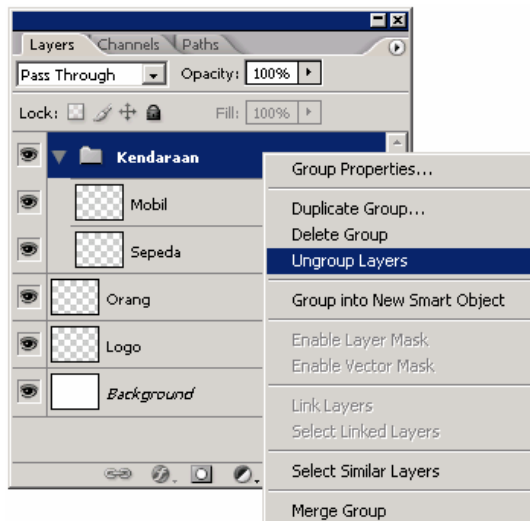 Layers Channels Paths
Pass Through Opacity: 100%
Lock: Fill: 100%
Kendaraan
Mobil
Sepeda
Orang
Logo
Background
Group Properties...
Duplicate Group...
Delete Group
Ungroup Layers
Group into New Smart Object
Enable Layer Mask
Enable Vector Mask
Link Layers
Select Linked Layers
Select Similar Layers
Merge Group